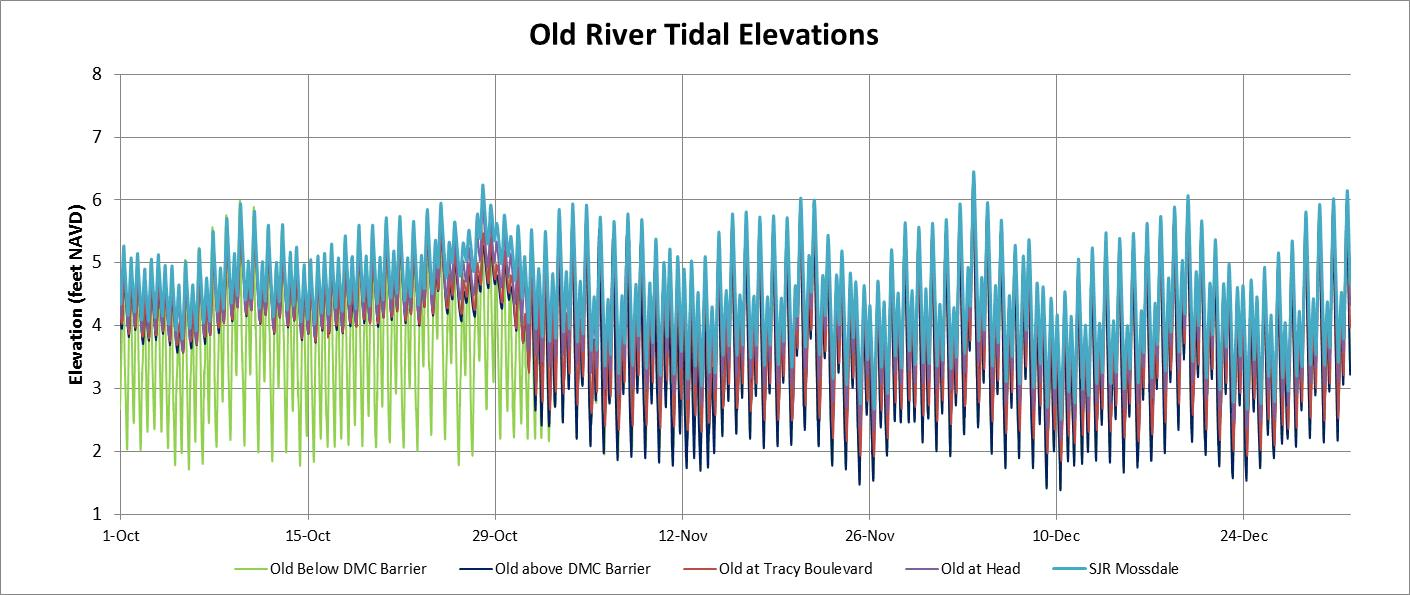 Old River Tidal Elevations
Elevation (feet NAVD)
8
7
6
5
4
3
2
1
1-Oct 15-Oct 29-Oct 12-Nov 26-Nov 10-Dec 24-Dec
Old Below DMC Barrier Old above DMC Barrier Old at Tracy Boulevard Old at Head SJR Mossdale